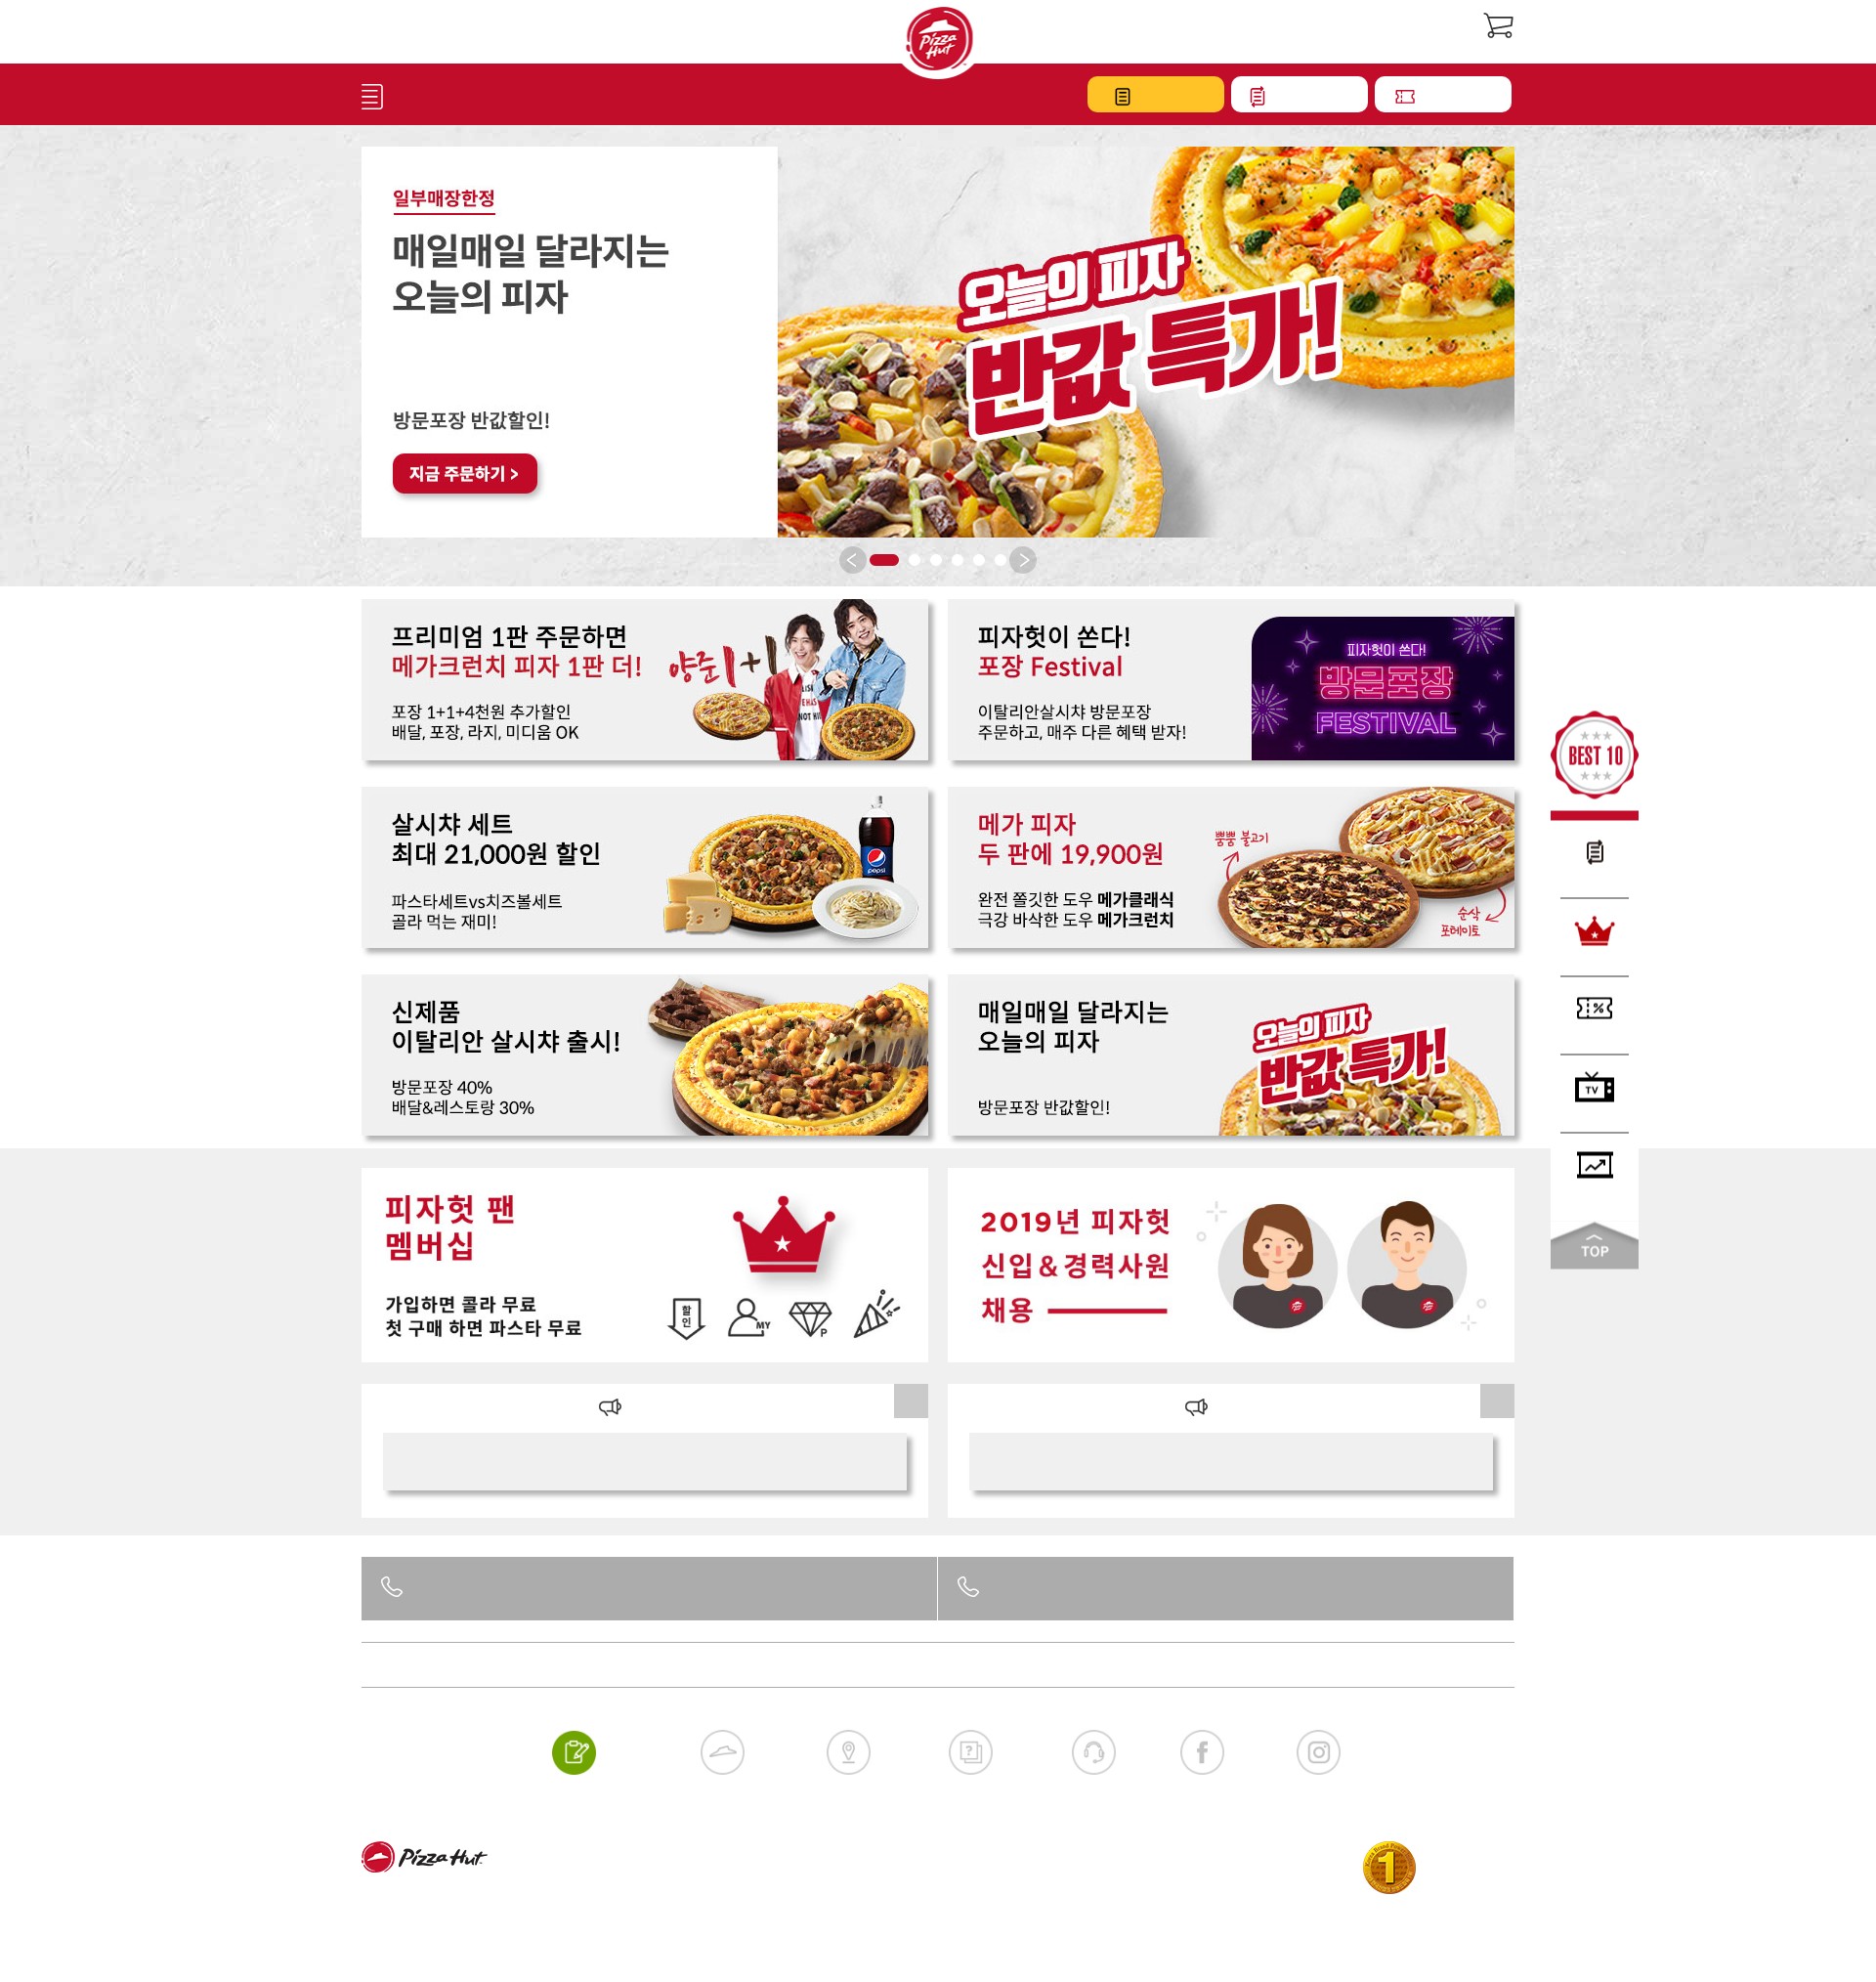 Pizza
Hut
일부매장한정
매일매일 달라지는
오늘의 피자
방문포장 반값할인!
지금 주문하기 >
오늘의 피자
반값 특가!
프리미엄 1판 주문하면
메가크런치 피자 1판 더!
포장 1+1+4천원 추가할인
배달, 포장, 라지, 미디움 OK
양준1+1
피자헛이 쏜다!
포장 Festival
이탈리안살시챠 방문포장
주문하고, 매주 다른 혜택 받자!
피자헛이 쏜다!
방문포장
FESTIVAL
BEST 10
살시챠 세트
최대 21,000원 할인
파스타세트vs치즈볼세트
골라 먹는 재미!
pepsi
메가 피자
두 판에 19,900원
완전 쫄깃한 도우 메가클래식
극강 바삭한 도우 메가크런치
뿜뿜 불고기
순삭
포테이토
%
신제품
이탈리안 살시챠 출시!
방문포장 40%
배달&레스토랑 30%
매일매일 달라지는
오늘의 피자
방문포장 반값할인!
오늘의 피자
반값 특가!
TV
피자헛 팬
멤버십
가입하면 콜라 무료
첫 구매 하면 파스타 무료
할인
MY
P
2019년 피자헛
신입 & 경력사원
채용
TOP
Pizza Hut
1